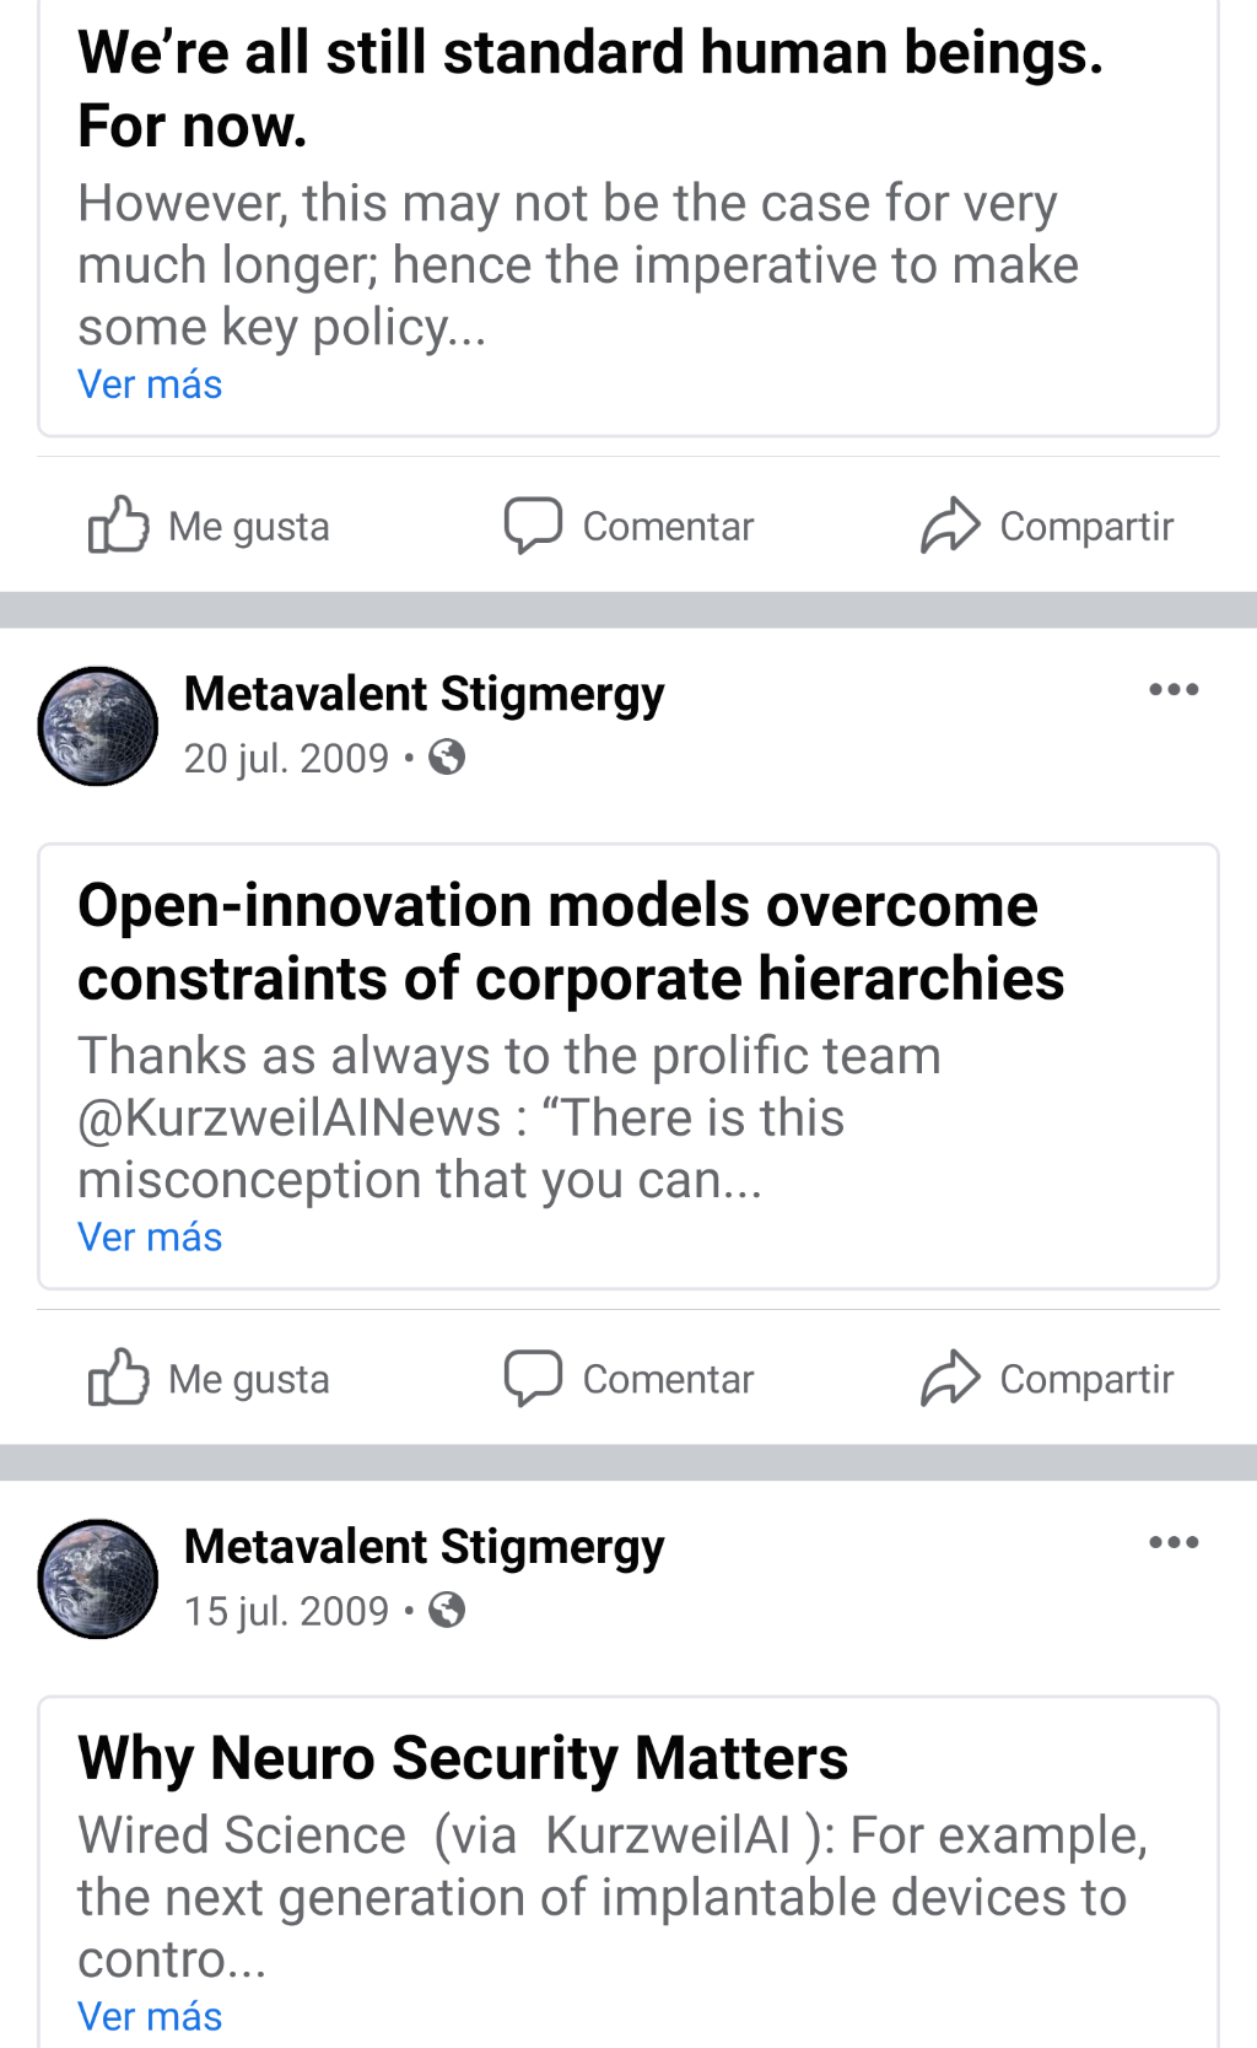 We’re all still standard human beings.
For now.
However, this may not be the case for very
much longer; hence the imperative to make
some key policy...
Ver más
Me gusta
Comentar
Compartir
Metavalent Stigmergy
20 jul. 2009 •
Open-innovation models overcome
constraints of corporate hierarchies
Thanks as always to the prolific team
@KurzweilAINews : “There is this
misconception that you can...
Ver más
Me gusta
Comentar
Compartir
Metavalent Stigmergy
15 jul. 2009 •
Why Neuro Security Matters
Wired Science  (via  KurzweilAI ): For example,
the next generation of implantable devices to
contro...
Ver más